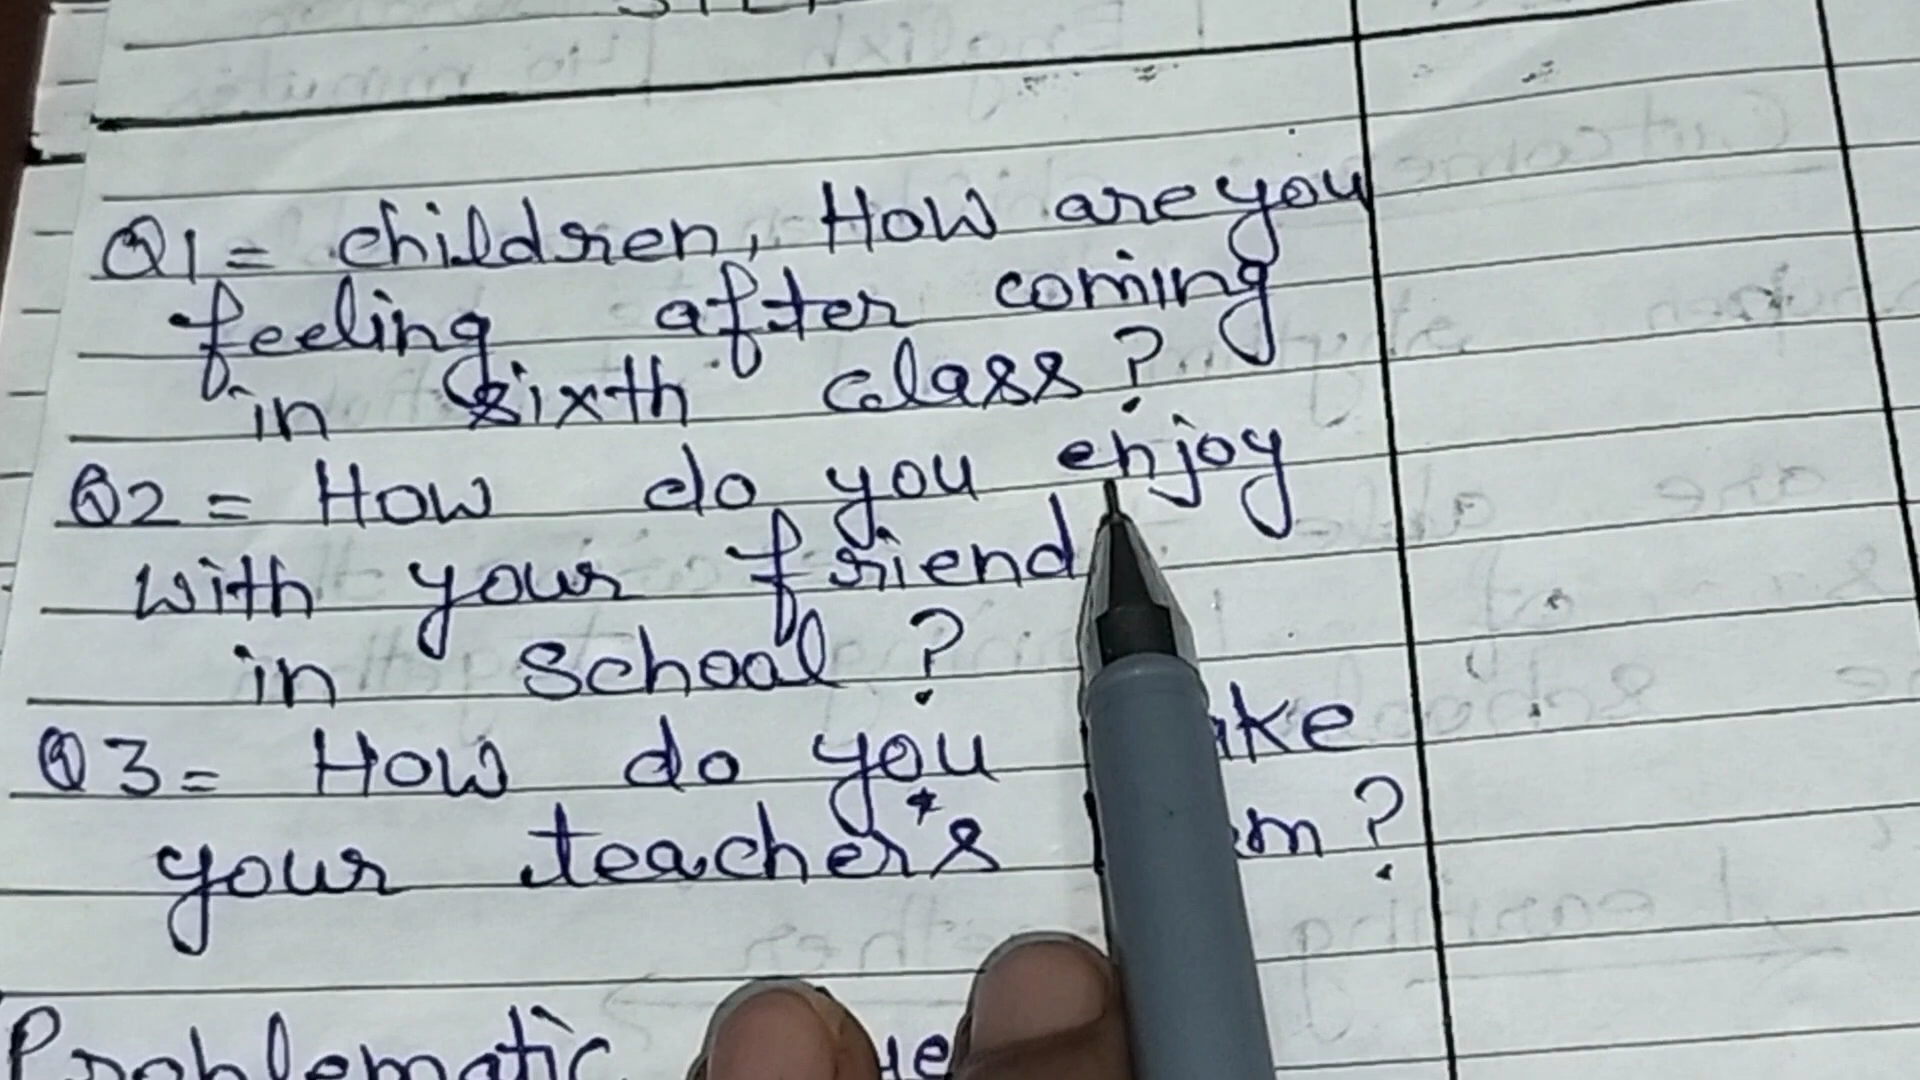 Q1= children, How are you
feeling after coming
in sixth class?
Q2= How do you enjoy
with your friend
in school?
Q3= How do you
your teacher's
Problematic